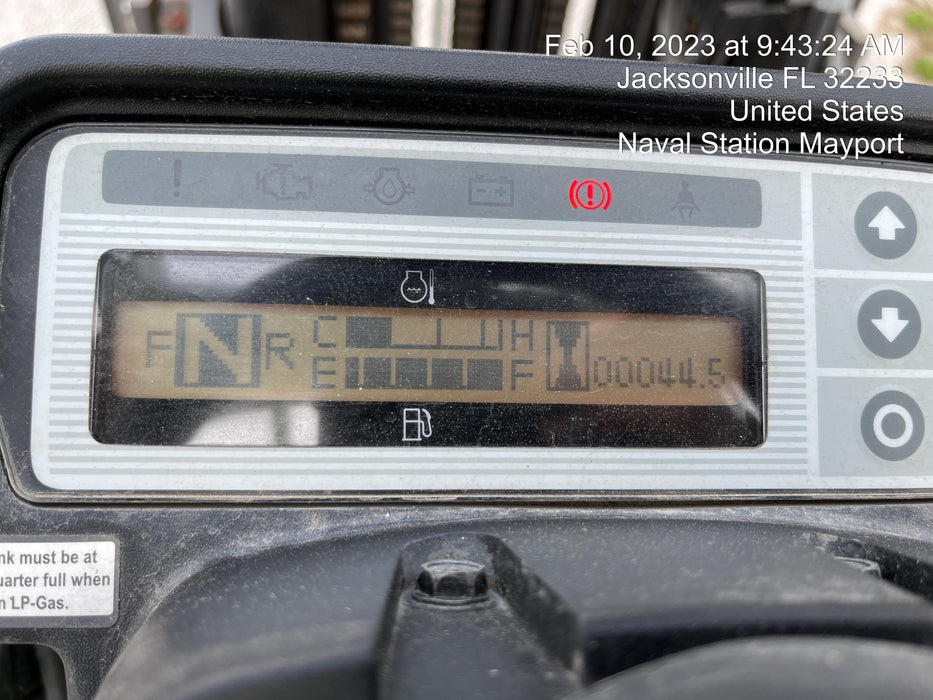 Feb 10, 2023 at 9:43:24 AM
Jacksonville FL 32233
United States
Naval Station Mayport
F N R C H
E F 00044.5
nk must be at
uarter full when
n LP-Gas.